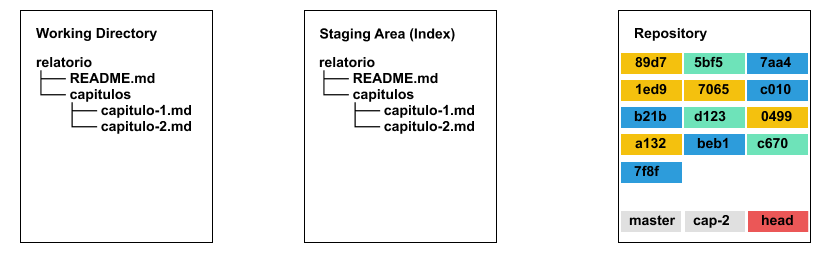 Working Directory
relatorio
README.md
capitulos
capitulo-1.md
capitulo-2.md
Staging Area (Index)
relatorio
README.md
capitulos
capitulo-1.md
capitulo-2.md
Repository
89d7 5bf5 7aa4
1ed9 7065 c010
b21b d123 0499
a132 beb1 c670
7f8f
master cap-2 head